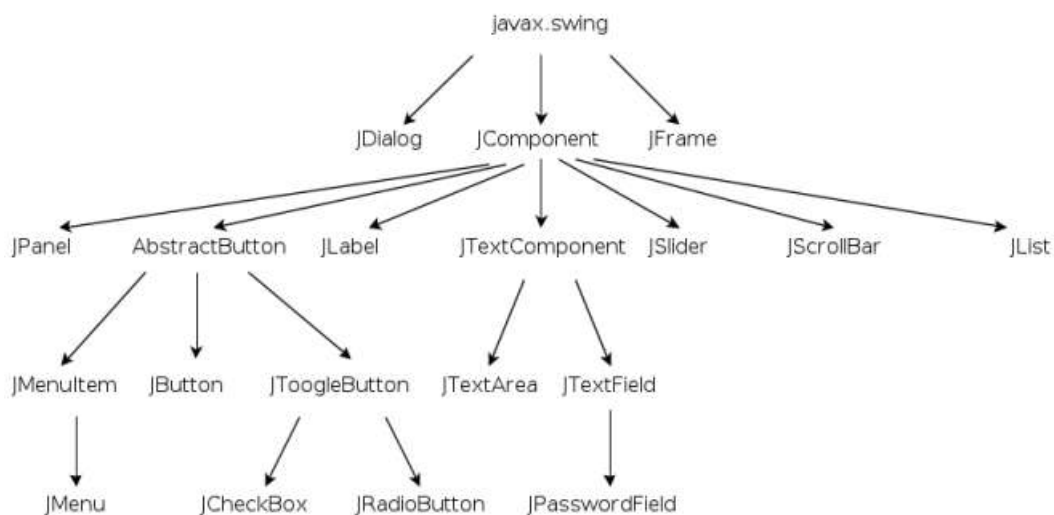 javax.swing
JDialog JComponent JFrame
JPanel AbstractButton JLabel JTextComponent JSlider JScrollBar JList
JMenuItem JButton JToogleButton JTextArea JTextField
JMenu JCheckBox JRadioButton JPasswordField